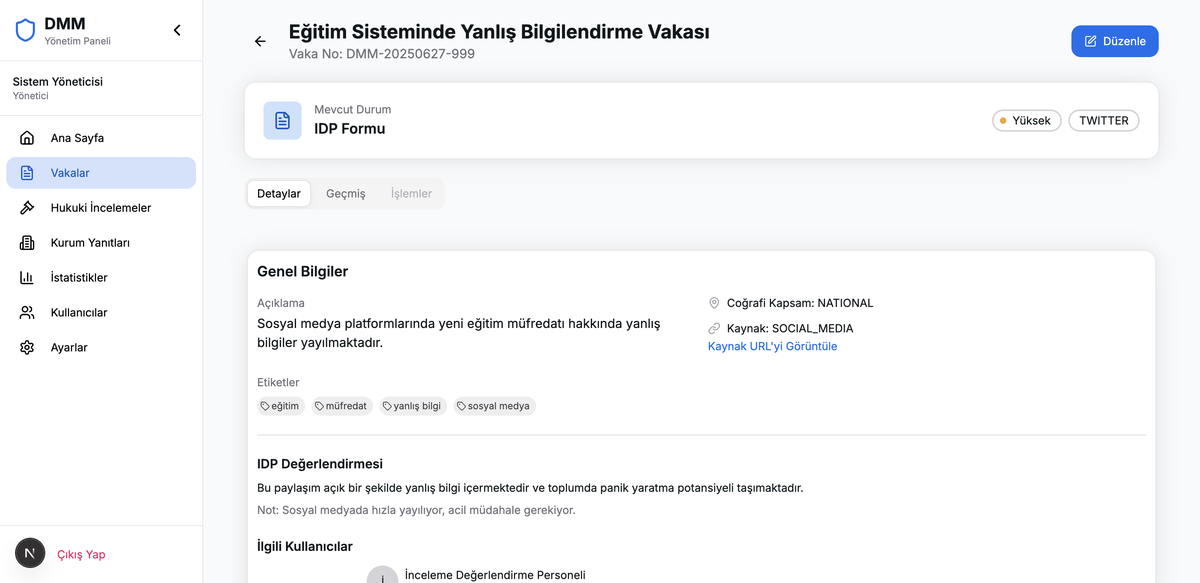 DMM
Yönetim Paneli
Sistem Yöneticisi
Yönetici
Ana Sayfa
Vakalar
Hukuki İncelemeler
Kurum Yanıtları
İstatistikler
Kullanıcılar
Ayarlar
N
Çıkış Yap
Eğitim Sisteminde Yanlış Bilgilendirme Vakası
Vaka No: DMM-20250627-999
Düzenle
Mevcut Durum
IDP Formu
Yüksek
TWITTER
Detaylar
Geçmiş
İşlemler
Genel Bilgiler
Açıklama
Sosyal medya platformlarında yeni eğitim müfredatı hakkında yanlış
bilgiler yayılmaktadır.
Coğrafi Kapsam: NATIONAL
Kaynak: SOCIAL_MEDIA
Kaynak URL'yi Görüntüle
Etiketler
eğitim
müfredat
yanlış bilgi
sosyal medya
IDP Değerlendirmesi
Bu paylaşım açık bir şekilde yanlış bilgi içermektedir ve toplumda panik yaratma potansiyeli taşımaktadır.
Not: Sosyal medyada hızla yayılıyor, acil müdahale gerekiyor.
İlgili Kullanıcılar
İ
İnceleme Değerlendirme Personeli